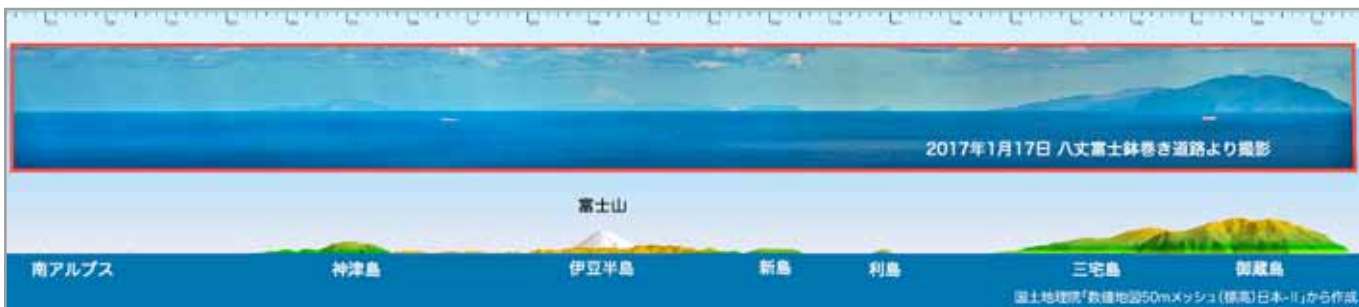 2017年1月17日 八丈富士鉢巻き道路より撮影
富士山
南アルプス
神津島
伊豆半島
新島
利島
三宅島
御蔵島
国土地理院「数値地図50mメッシュ(標高)日本-II」から作成